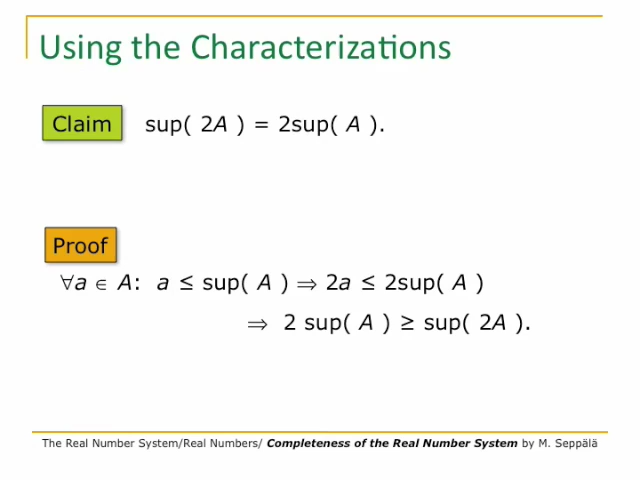 Using the Characterizations
Claim sup( 2A ) = 2sup( A ).
Proof
∀a ∈ A: a ≤ sup( A ) ⇒ 2a ≤ 2sup( A )
⇒ 2 sup( A ) ≥ sup( 2A ).
The Real Number System/Real Numbers/ Completeness of the Real Number System by M. Seppälä